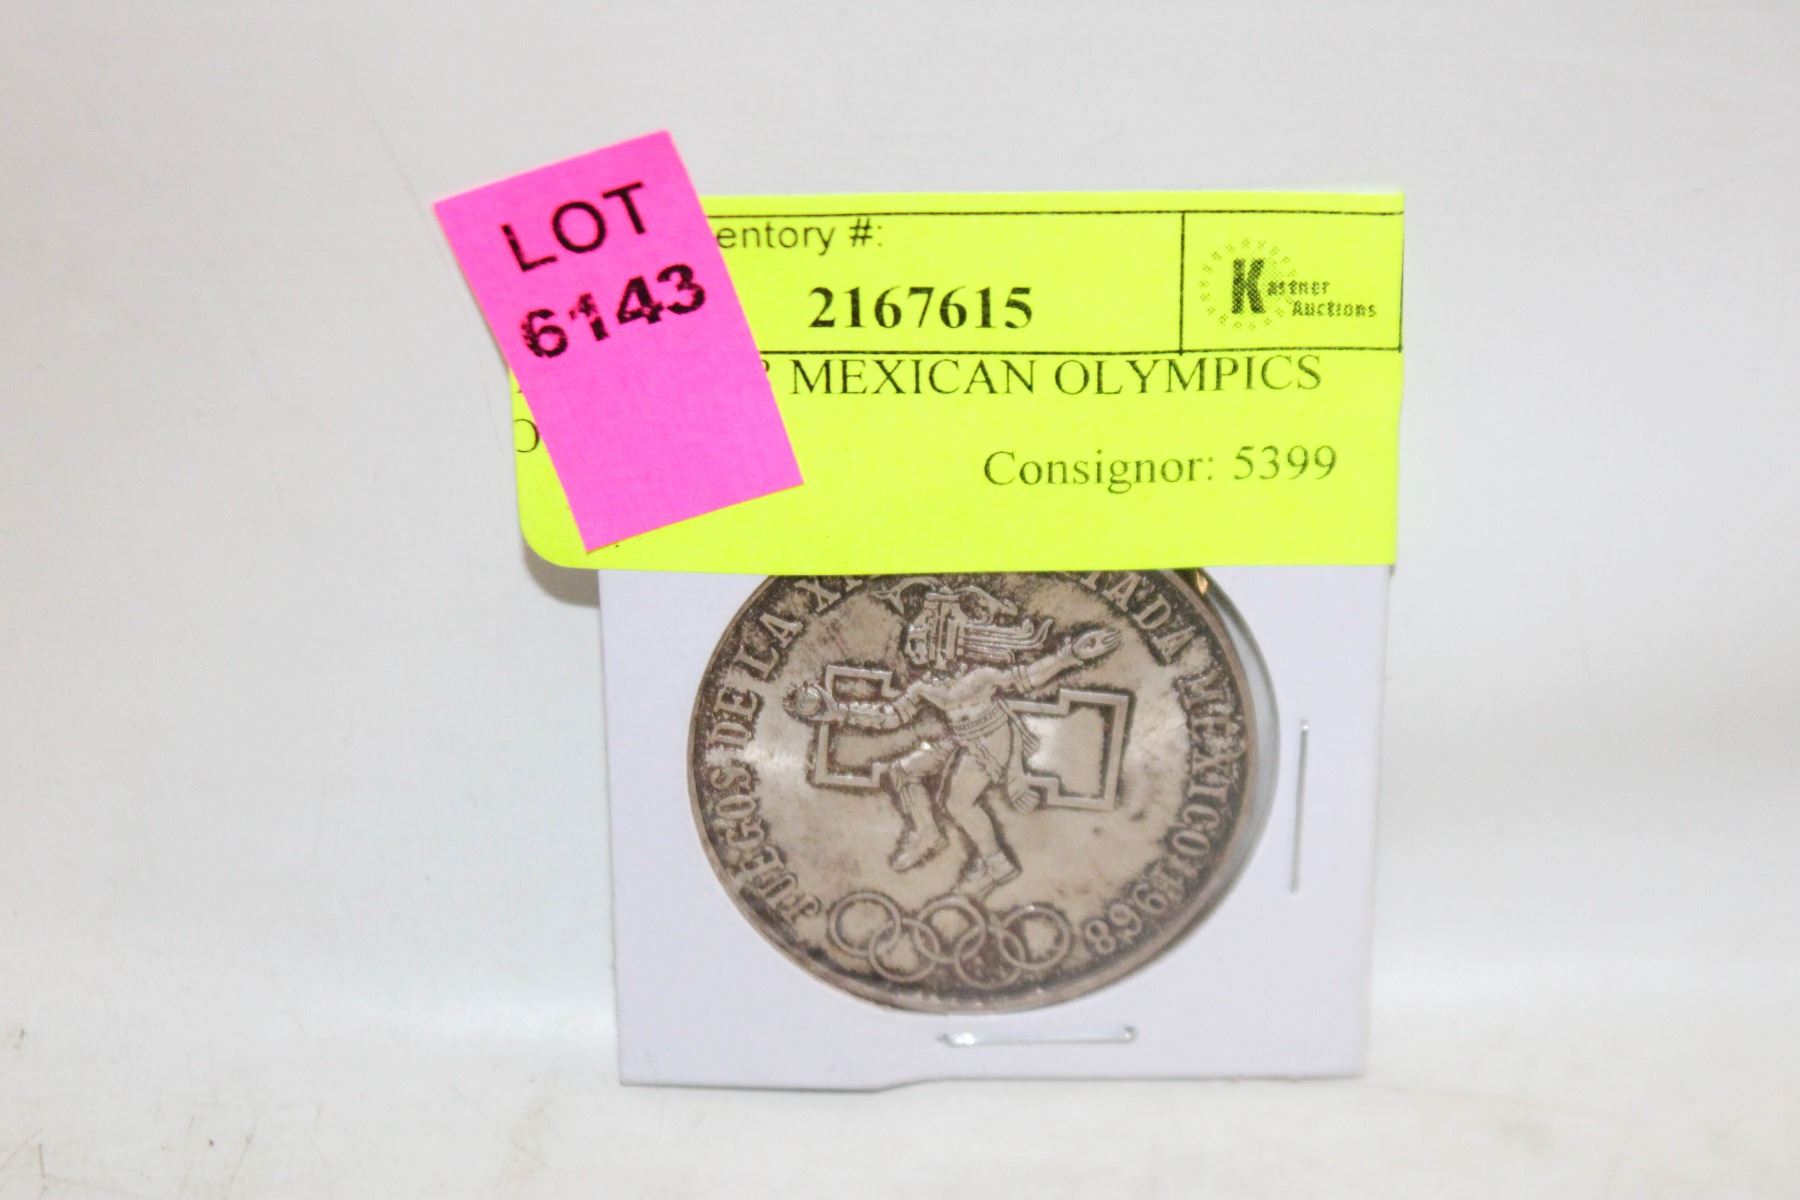 LOT
6143
entory #:
2167615
Kastner
Auctions
MEXICAN OLYMPICS
Consignor: 5399
JUEGOS DE LA MEXICO 1968